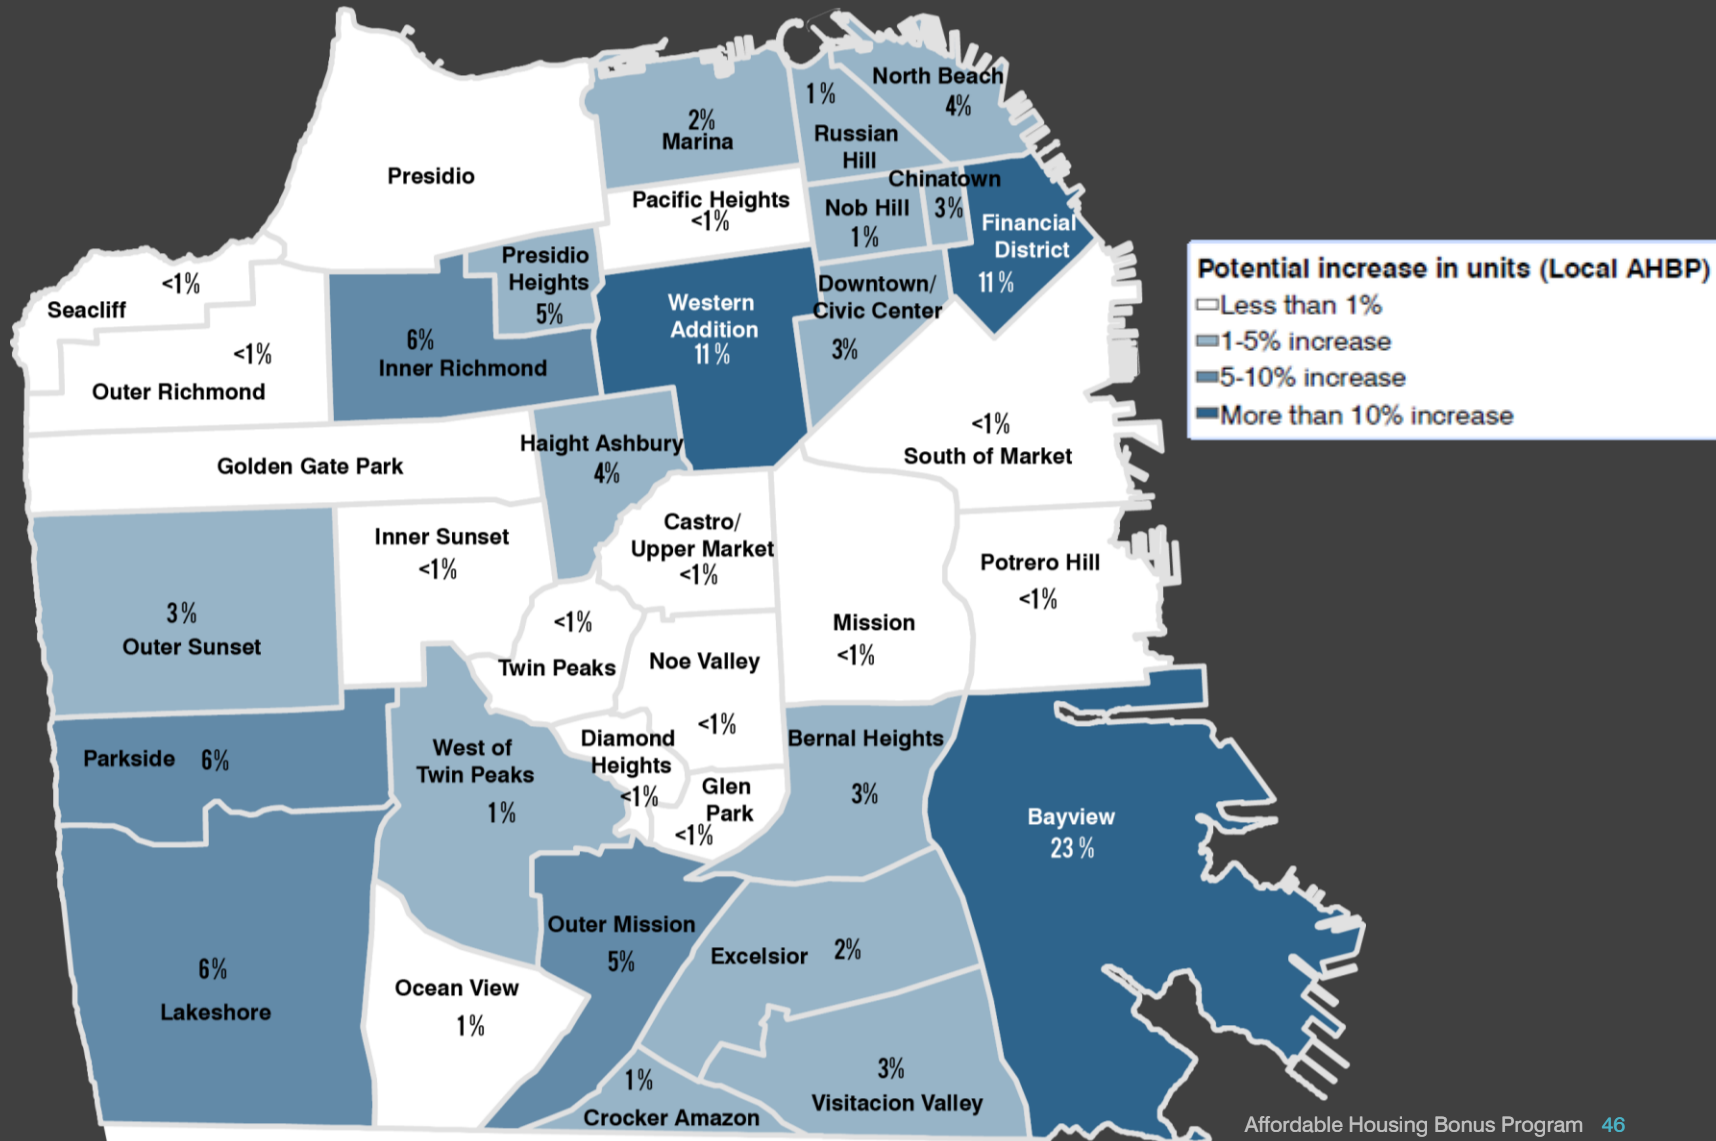 North Beach
4%
1%
Russian
Hill
2%
Marina
Presidio
Chinatown
3%
Pacific Heights
<1%
Nob Hill
1%
Financial
District
11%
Presidio
Heights
5%
<1%
Seacliff
Downtown/
Civic Center
3%
Western
Addition
11%
6%
Inner Richmond
<1%
Outer Richmond
Potential increase in units (Local AHBP)
Less than 1%
1-5% increase
5-10% increase
More than 10% increase
Haight Ashbury
4%
<1%
South of Market
Golden Gate Park
Castro/
Upper Market
<1%
Inner Sunset
<1%
Potrero Hill
<1%
3%
Outer Sunset
<1%
Twin Peaks
Mission
<1%
Noe Valley
<1%
Diamond
Heights
<1%
Bernal Heights
3%
Parkside 6%
West of
Twin Peaks
1%
Glen
Park
<1%
Bayview
23%
Outer Mission
5%
Excelsior 2%
6%
Lakeshore
Ocean View
1%
1%
Crocker Amazon
3%
Visitacion Valley
Affordable Housing Bonus Program 46